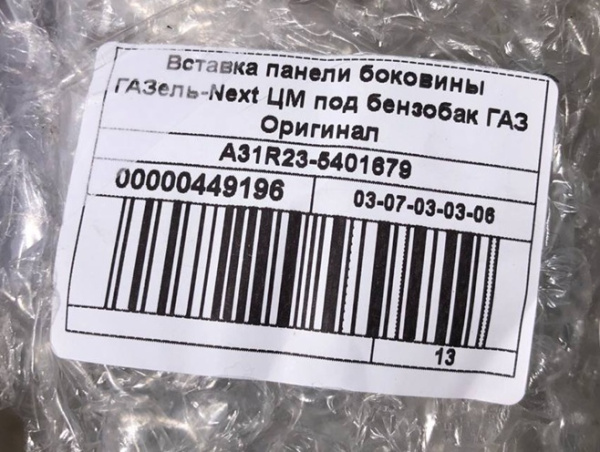 Вставка панели боковины
ГАЗель-Next ЦМ под бензобак ГАЗ
Оригинал
A31R23-5401679
00000449196 03-07-03-03-06
13